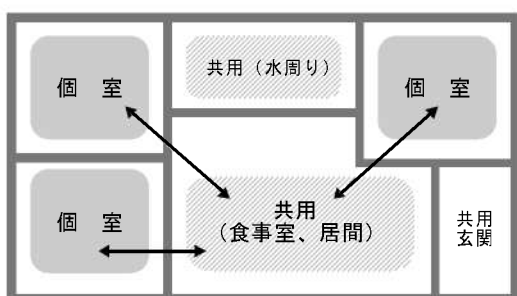 個　室
共用（水周り）
個　室
個　室
共用
（食事室、居間）
共用
玄関